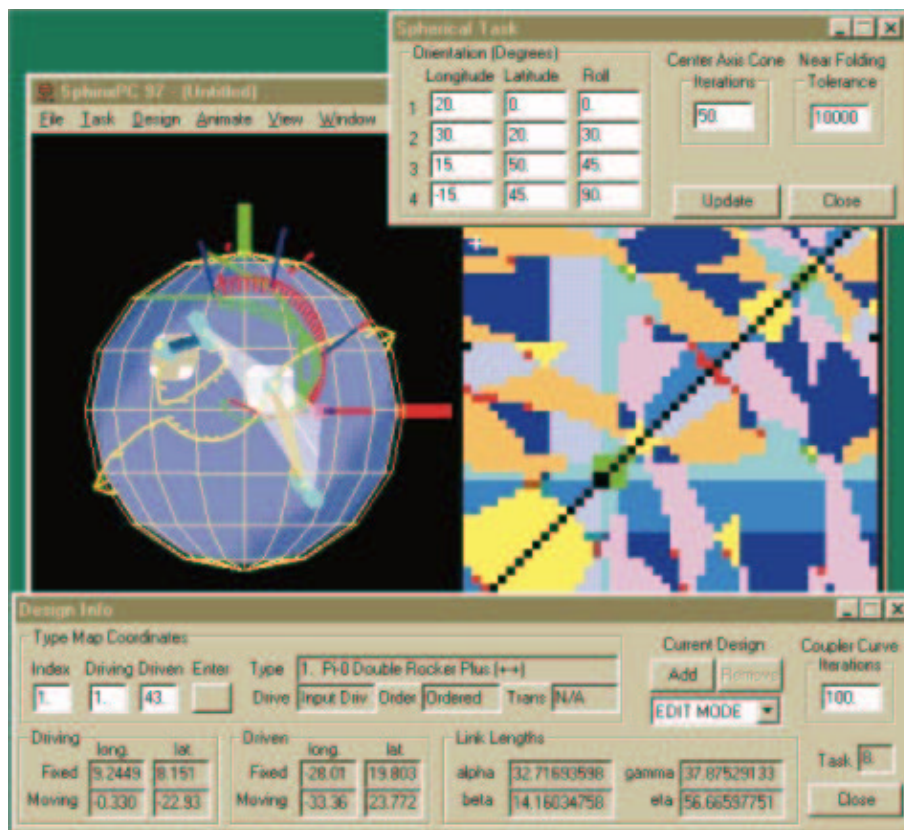 Spherical Task
Orientation (Degrees)
Longitude Latitude Roll
1 20. 0. 0.
2 30. 20. 30.
3 15. 50. 45.
4 -15. 45. 90.
Center Axis Cone
Iterations
50.
Near Folding
Tolerance
10000
Update Close
SphinxPC 97 - [Untitled]
File Task Design Animate View Window
Design Info
Type Map Coordinates
Index Driving Driven Enter
1. 1. 43.
Type 1. Pi-0 Double Rocker Plus (+-+)
Drive Input Driv Order Ordered Trans N/A
Current Design
Add Remove
EDIT MODE
Coupler Curve
Iterations
100.
Driving
long. lat
Fixed 9.2449 8.151
Moving -0.330 -22.93
Driven
long. lat
Fixed -28.01 19.803
Moving -33.36 23.772
Link Lengths
alpha 32.71693598 gamma 37.87529133
beta 14.16034758 eta 56.66597751
Task 8.
Close